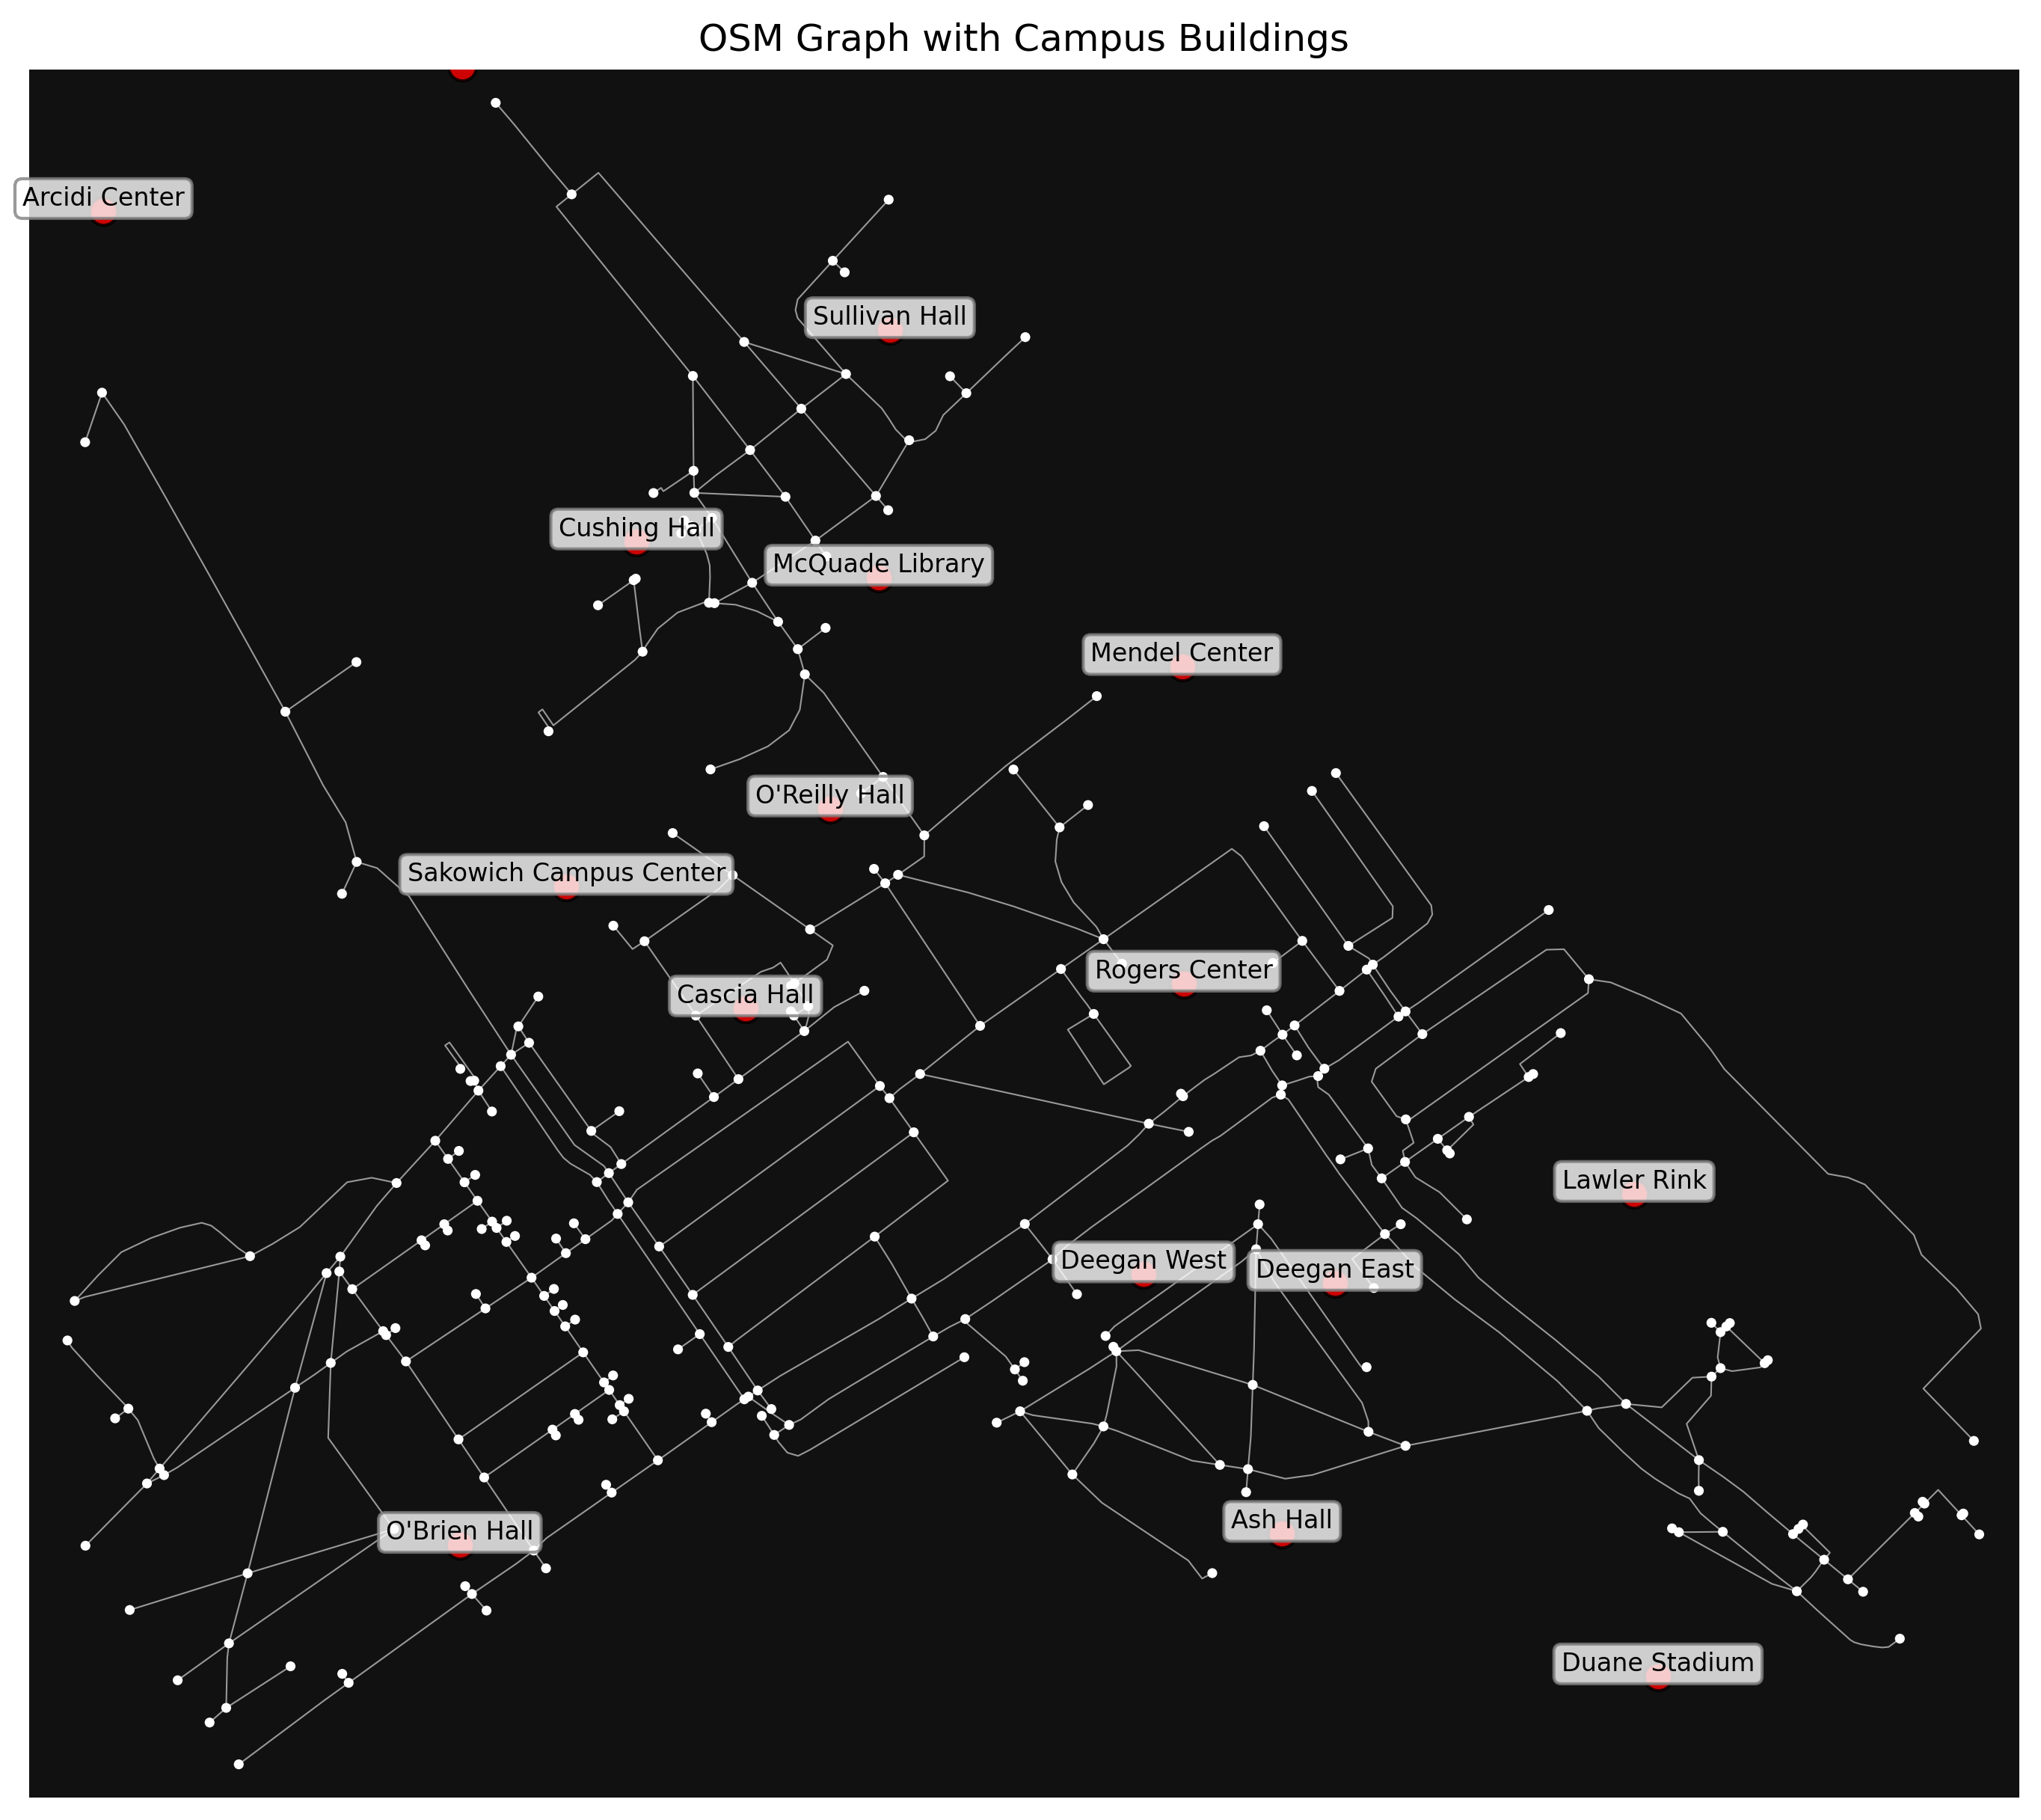 OSM Graph with Campus Buildings
Arcidi Center
Sullivan Hall
Cushing Hall
McQuade Library
Mendel Center
O'Reilly Hall
Sakowich Campus Center
Rogers Center
Cascia Hall
Lawler Rink
Deegan West
Deegan East
Ash Hall
O'Brien Hall
Duane Stadium